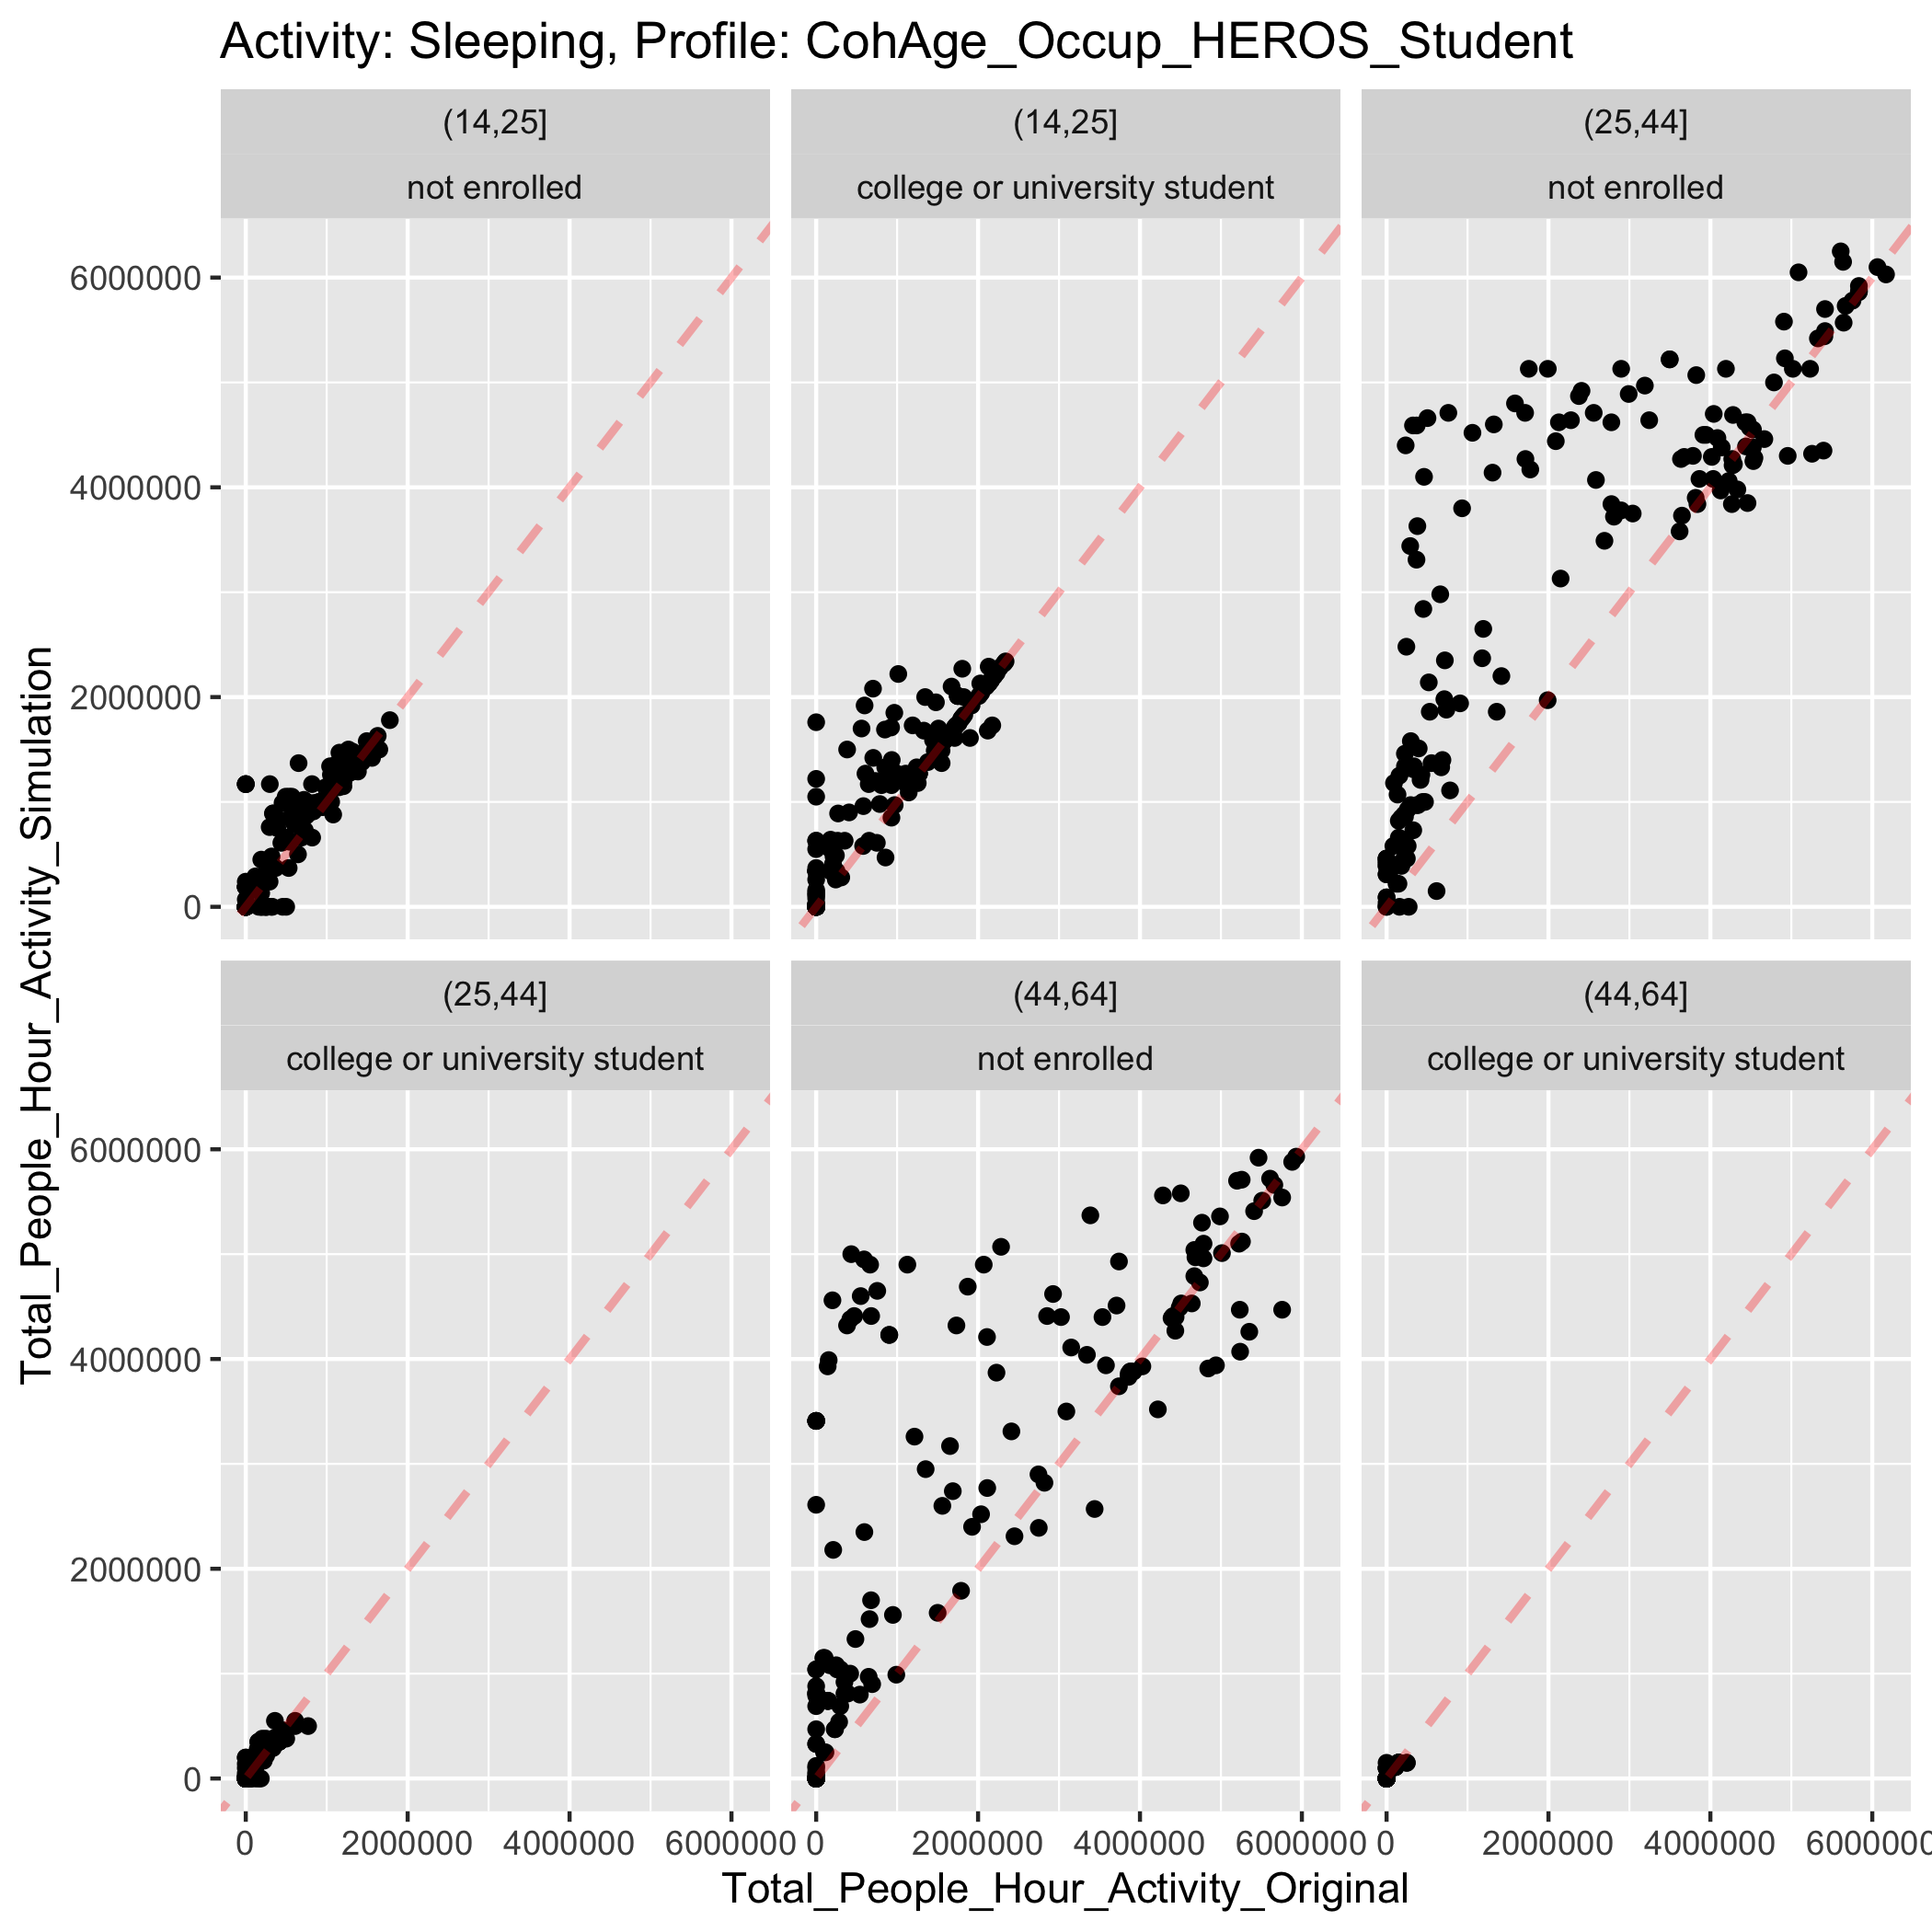 Activity: Sleeping, Profile: CohAge_Occup_HEROS_Student
(14,25]
not enrolled
(14,25]
college or university student
(25,44]
not enrolled
6000000
4000000
2000000
0
(25,44]
college or university student
(44,64]
not enrolled
(44,64]
college or university student
6000000
4000000
2000000
0
0 2000000 4000000 6000000
0 2000000 4000000 6000000
0 2000000 4000000 6000000
Total_People_Hour_Activity_Original
Total_People_Hour_Activity_Simulation